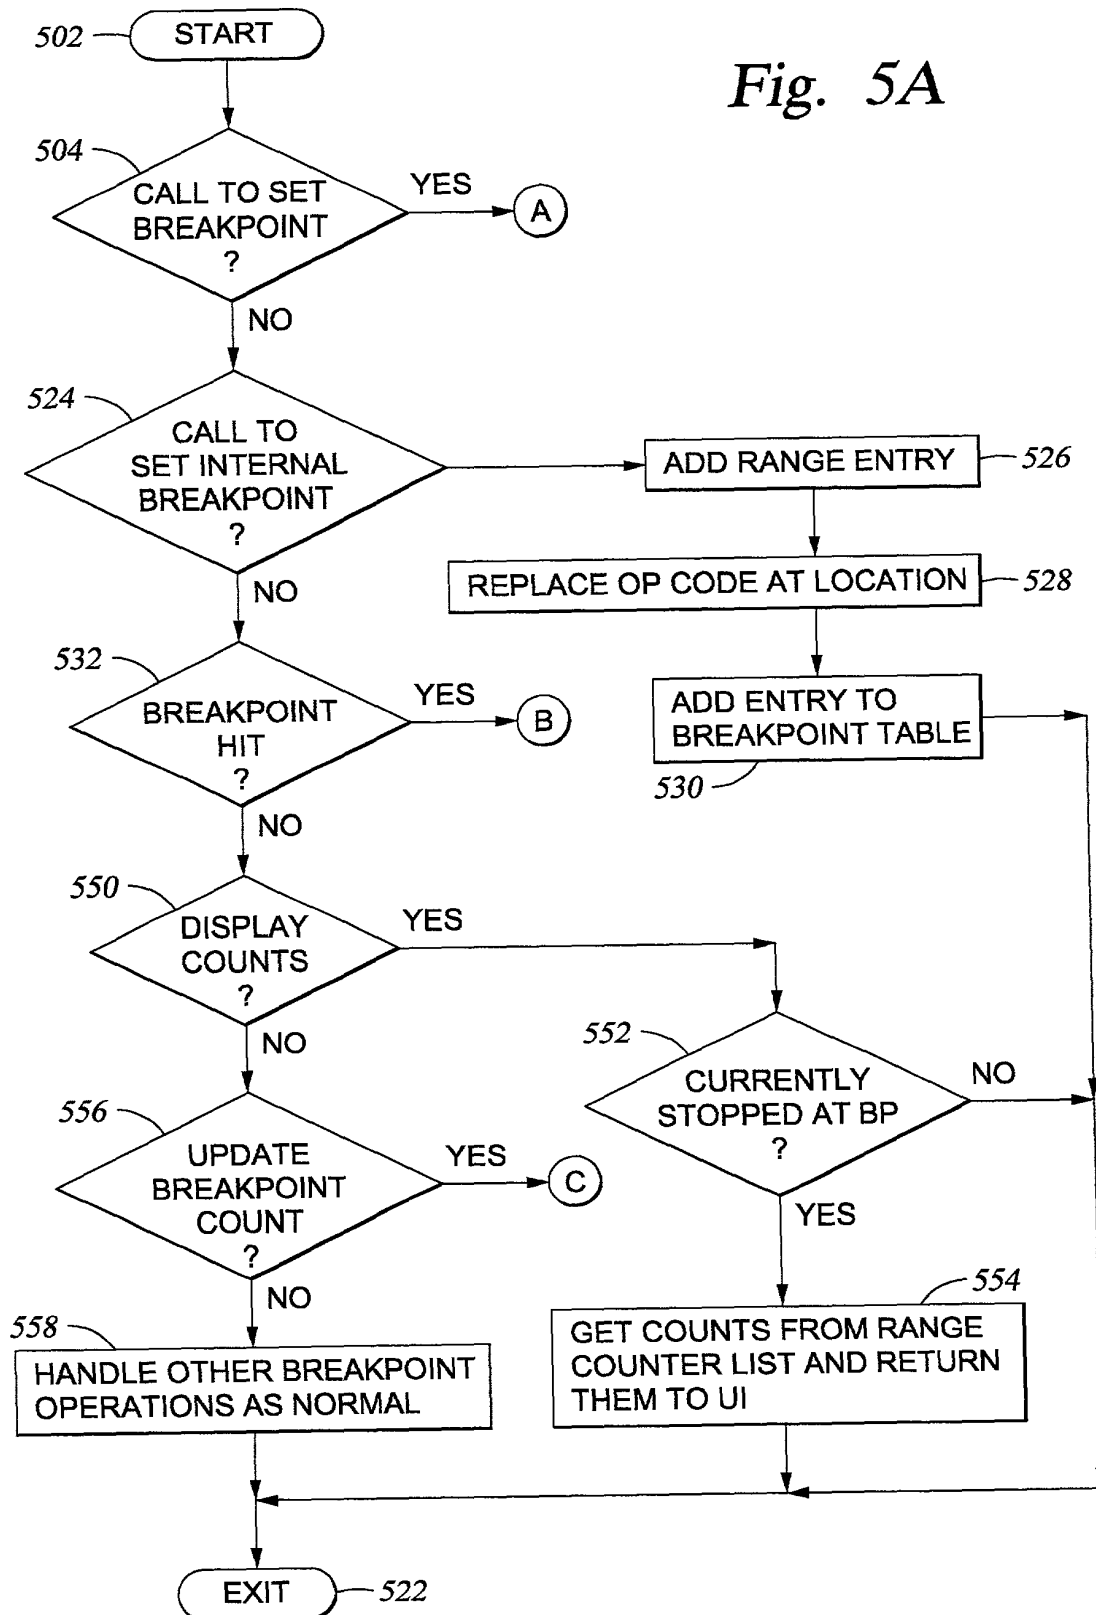 502
START
Fig. 5A
504
CALL TO SET
BREAKPOINT
?
YES
A
NO
524
CALL TO
SET INTERNAL
BREAKPOINT
?
ADD RANGE ENTRY
526
REPLACE OP CODE AT LOCATION
528
ADD ENTRY TO
BREAKPOINT TABLE
530
NO
532
BREAKPOINT
HIT
?
YES
B
NO
550
DISPLAY
COUNTS
?
YES
552
CURRENTLY
STOPPED AT BP
?
NO
YES
554
GET COUNTS FROM RANGE
COUNTER LIST AND RETURN
THEM TO UI
NO
556
UPDATE
BREAKPOINT
COUNT
?
YES
C
NO
558
HANDLE OTHER BREAKPOINT
OPERATIONS AS NORMAL
EXIT
522